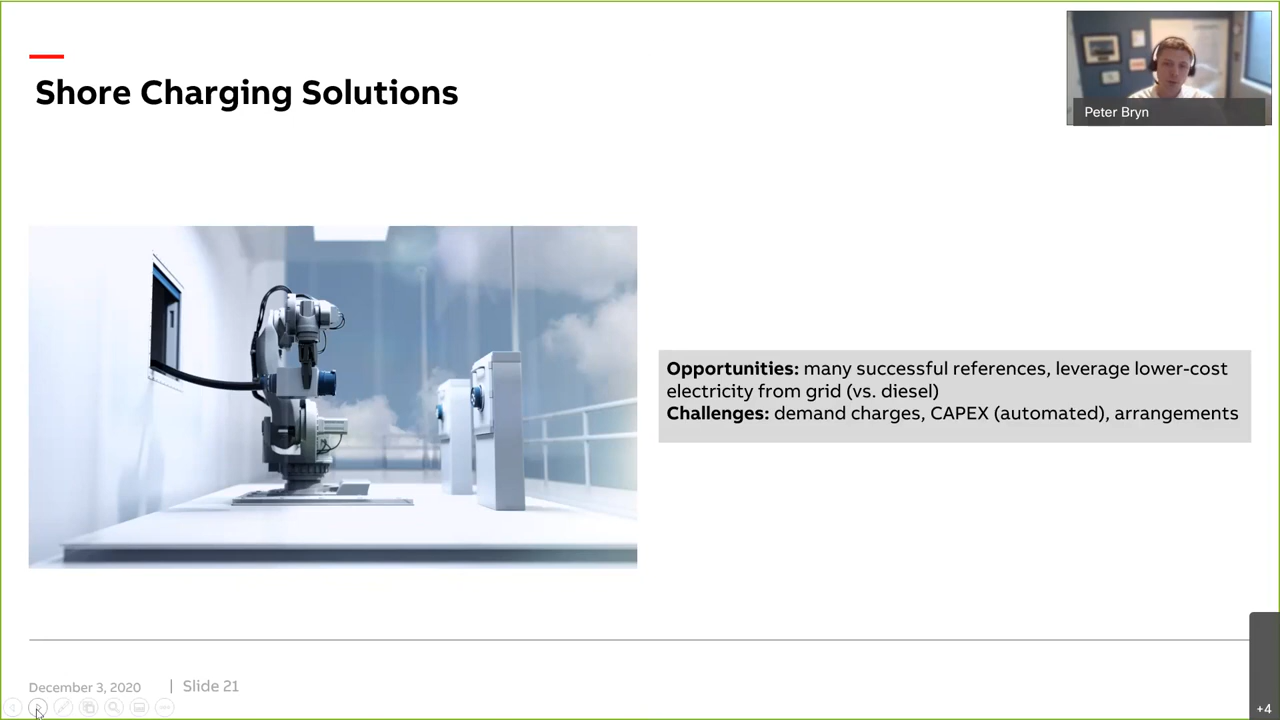 Shore Charging Solutions
Peter Bryn
Opportunities: many successful references, leverage lower-cost
electricity from grid (vs. diesel)
Challenges: demand charges, CAPEX (automated), arrangements
December 3, 2020 | Slide 21
+4